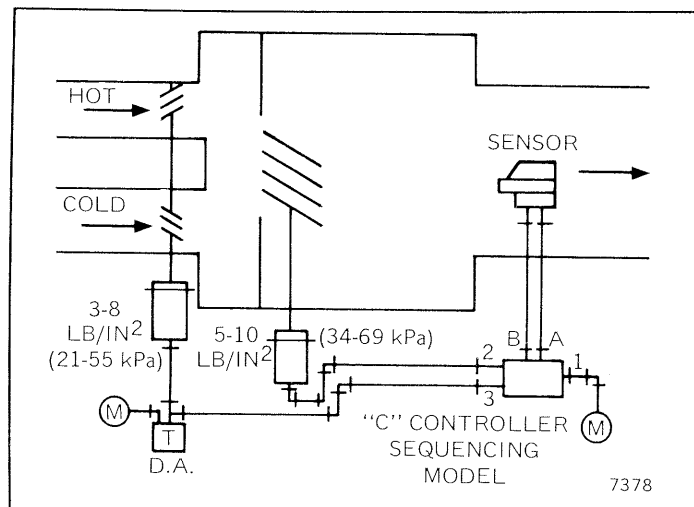 HOT
SENSOR
COLD
3-8
LB/IN²
(21-55 kPa)
5-10
LB/IN²
(34-69 kPa)
B A
2
1
3
M
T
D.A.
"C" CONTROLLER
SEQUENCING
MODEL
M
7378